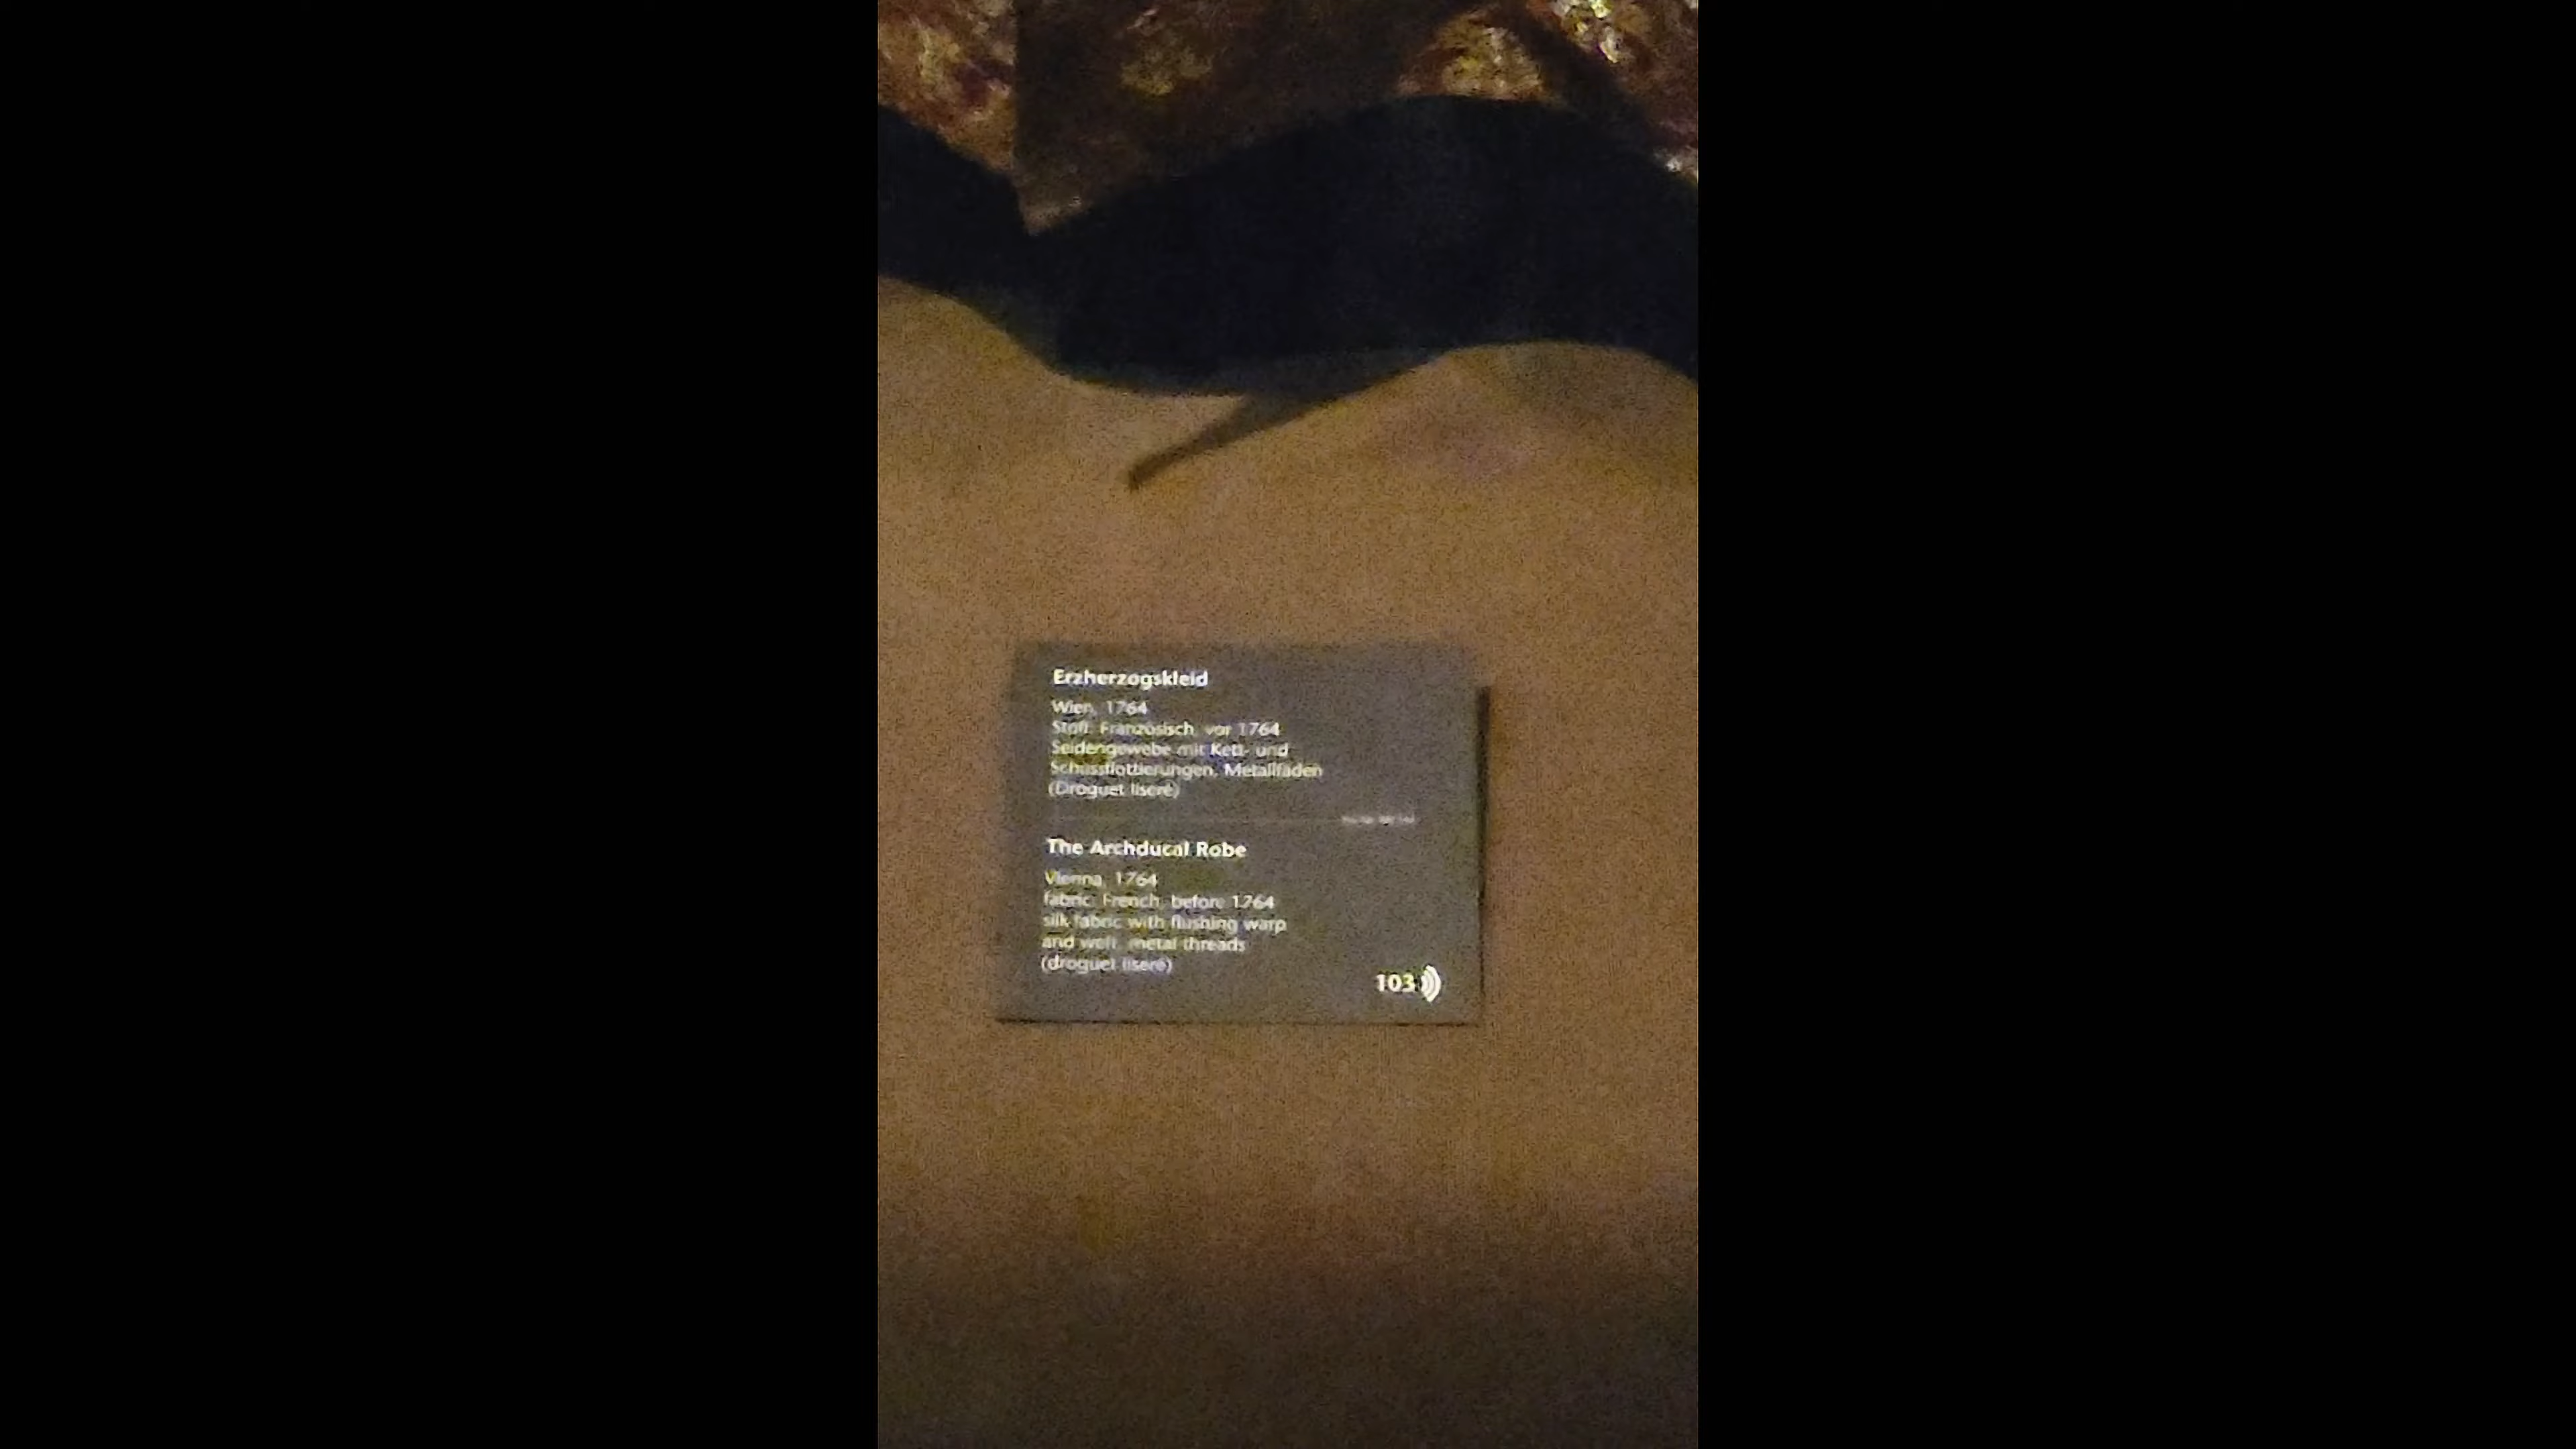 Erzherzogskleid
Wien, 1764
Stoff: Französisch, vor 1764
Seidengewebe mit Kett- und
Schussflottierungen, Metallfäden
(Droguet liseré)
The Archducal Robe
Vienna, 1764
fabric: French, before 1764
silk fabric with flushing warp
and weft, metal threads
(droguet liseré)
103